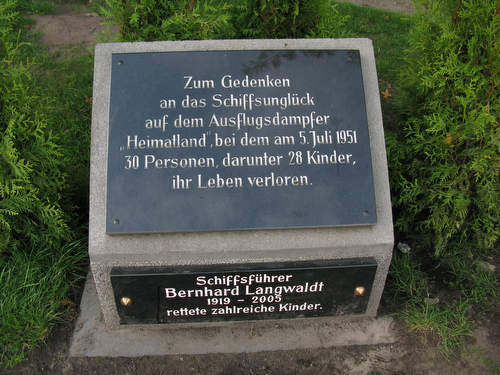 Zum Gedenken
an das Schiffsunglück
auf dem Ausflugsdampfer
„Heimatland", bei dem am 5. Juli 1951
30 Personen, darunter 28 Kinder,
ihr Leben verloren.
Schiffsführer
Bernhard Langwaldt
1919 - 2005
rettete zahlreiche Kinder.